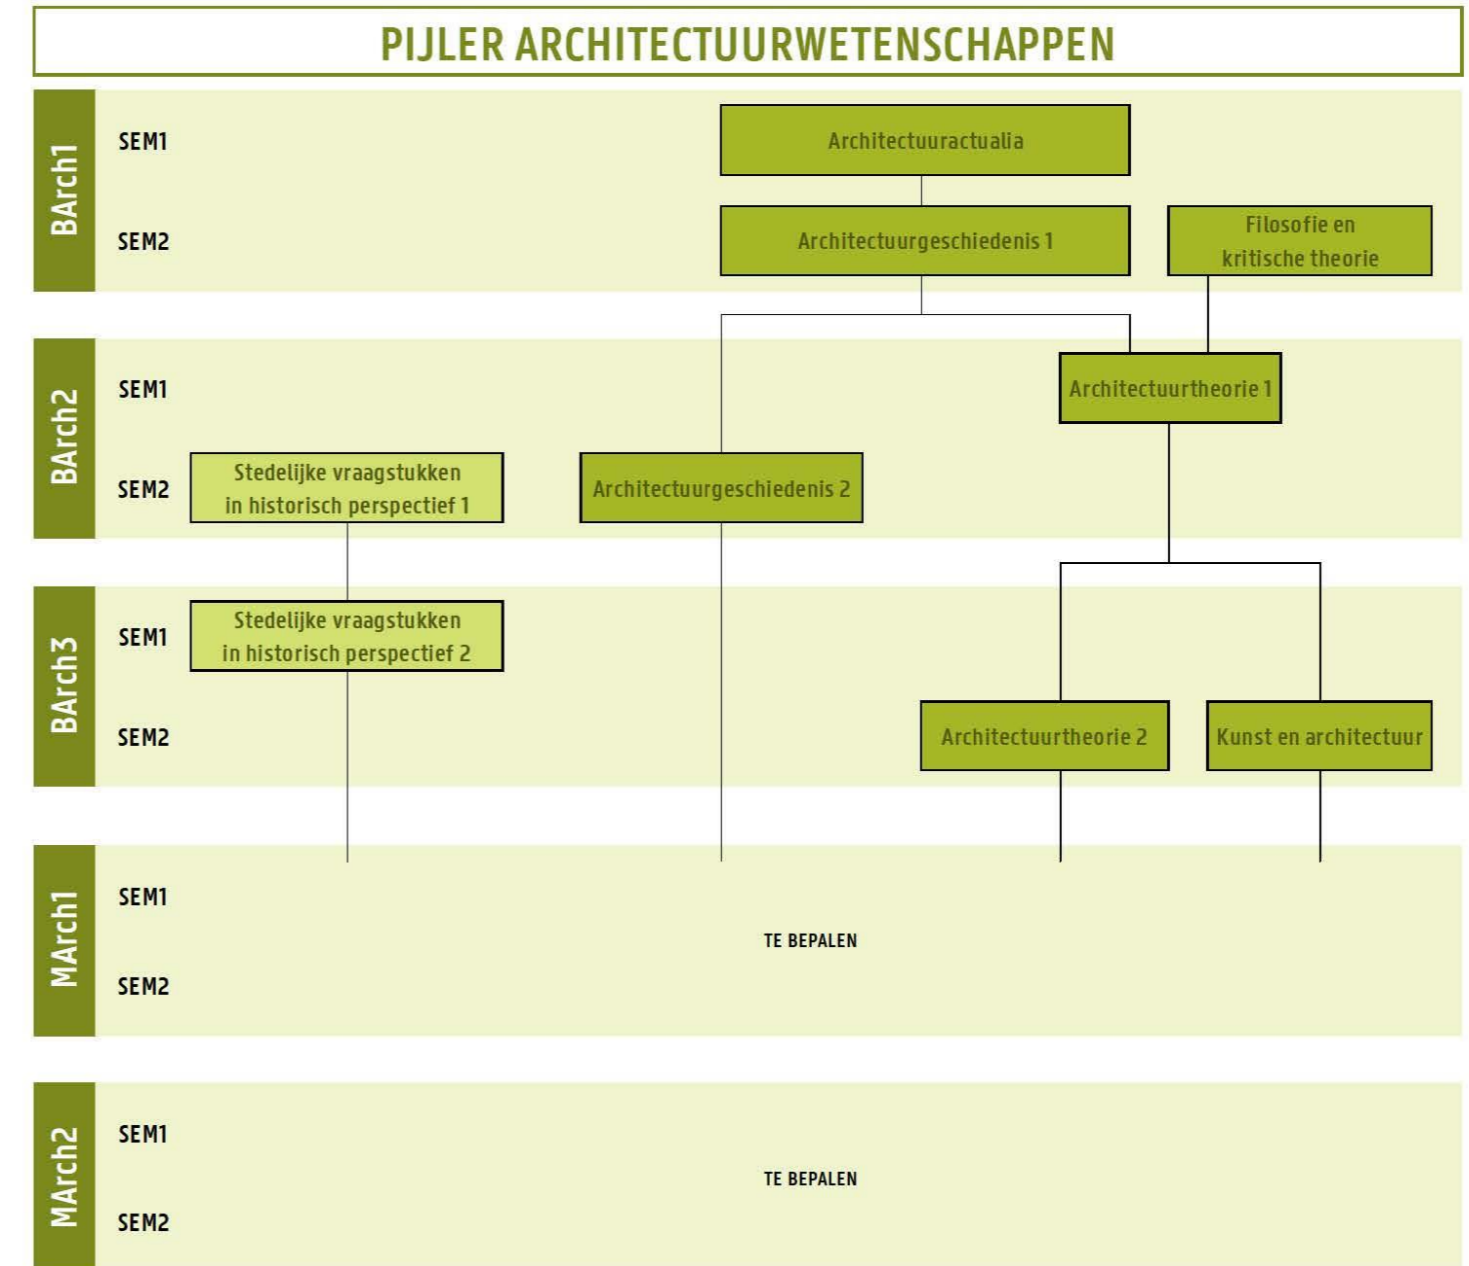 PIJLER ARCHITECTUURWETENSCHAPPEN
BArch1
SEM1
Architectuuractualia
SEM2
Architectuurgeschiedenis 1
Filosofie en
kritische theorie
BArch2
SEM1
Architectuurtheorie 1
SEM2
Stedelijke vraagstukken
in historisch perspectief 1
Architectuurgeschiedenis 2
BArch3
SEM1
Stedelijke vraagstukken
in historisch perspectief 2
SEM2
Architectuurtheorie 2
Kunst en architectuur
MArch1
SEM1
TE BEPALEN
SEM2
MArch2
SEM1
TE BEPALEN
SEM2